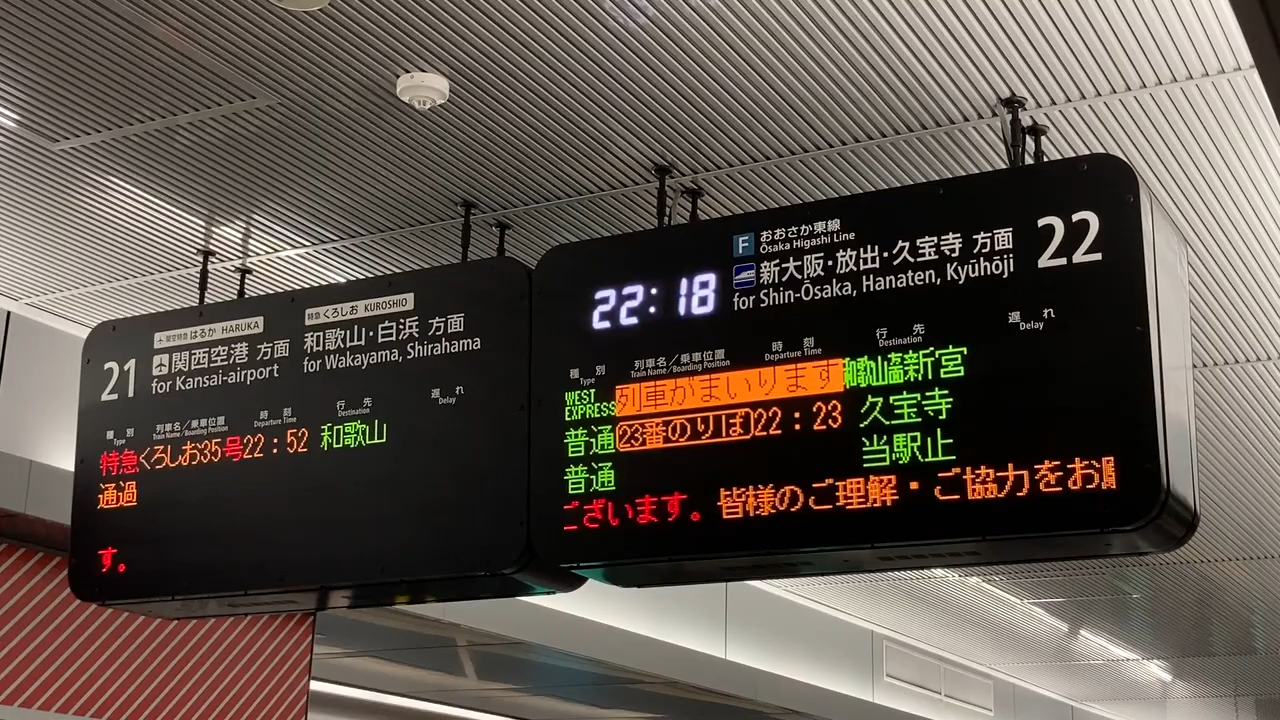 関空特急 はるか HARUKA
特急 くろしお KUROSHIO
21
関西空港 方面
for Kansai-airport
和歌山・白浜 方面
for Wakayama, Shirahama
種別
Type
列車名／乗車位置
Train Name/Boarding Position
時刻
Departure Time
行先
Destination
遅れ
Delay
特急 くろしお35号 22:52 和歌山
通過
す。
22:18
F おおさか東線
Ōsaka Higashi Line
新大阪・放出・久宝寺 方面
for Shin-Ōsaka, Hanaten, Kyūhōji
22
種別
Type
列車名／乗車位置
Train Name/Boarding Position
時刻
Departure Time
行先
Destination
遅れ
Delay
WEST EXPRESS 列車がまいります 和歌山 新宮
普通 23番のりば 22:23 久宝寺
普通 当駅止
ございます。皆様のご理解・ご協力をお